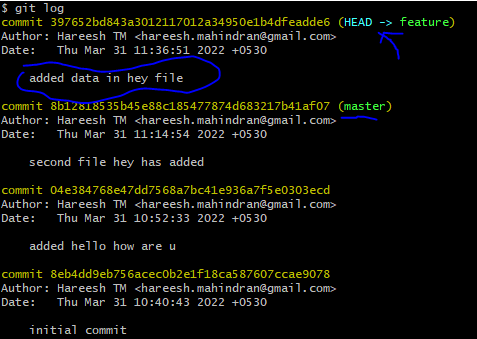 $ git log
commit 397652bd843a3012117012a34950e1b4dfeadde6 (HEAD -> feature)
Author: Hareesh TM <hareesh.mahindran@gmail.com>
Date:   Thu Mar 31 11:36:51 2022 +0530
added data in hey file
commit 8b12818535b45e88c185477874d683217b41af07 (master)
Author: Hareesh TM <hareesh.mahindran@gmail.com>
Date:   Thu Mar 31 11:14:54 2022 +0530
second file hey has added
commit 04e384768e47dd7568a7bc41e936a7f5e0303ecd
Author: Hareesh TM <hareesh.mahindran@gmail.com>
Date:   Thu Mar 31 10:52:33 2022 +0530
added hello how are u
commit 8eb4dd9eb756acec0b2e1f18ca587607ccae9078
Author: Hareesh TM <hareesh.mahindran@gmail.com>
Date:   Thu Mar 31 10:40:43 2022 +0530
initial commit